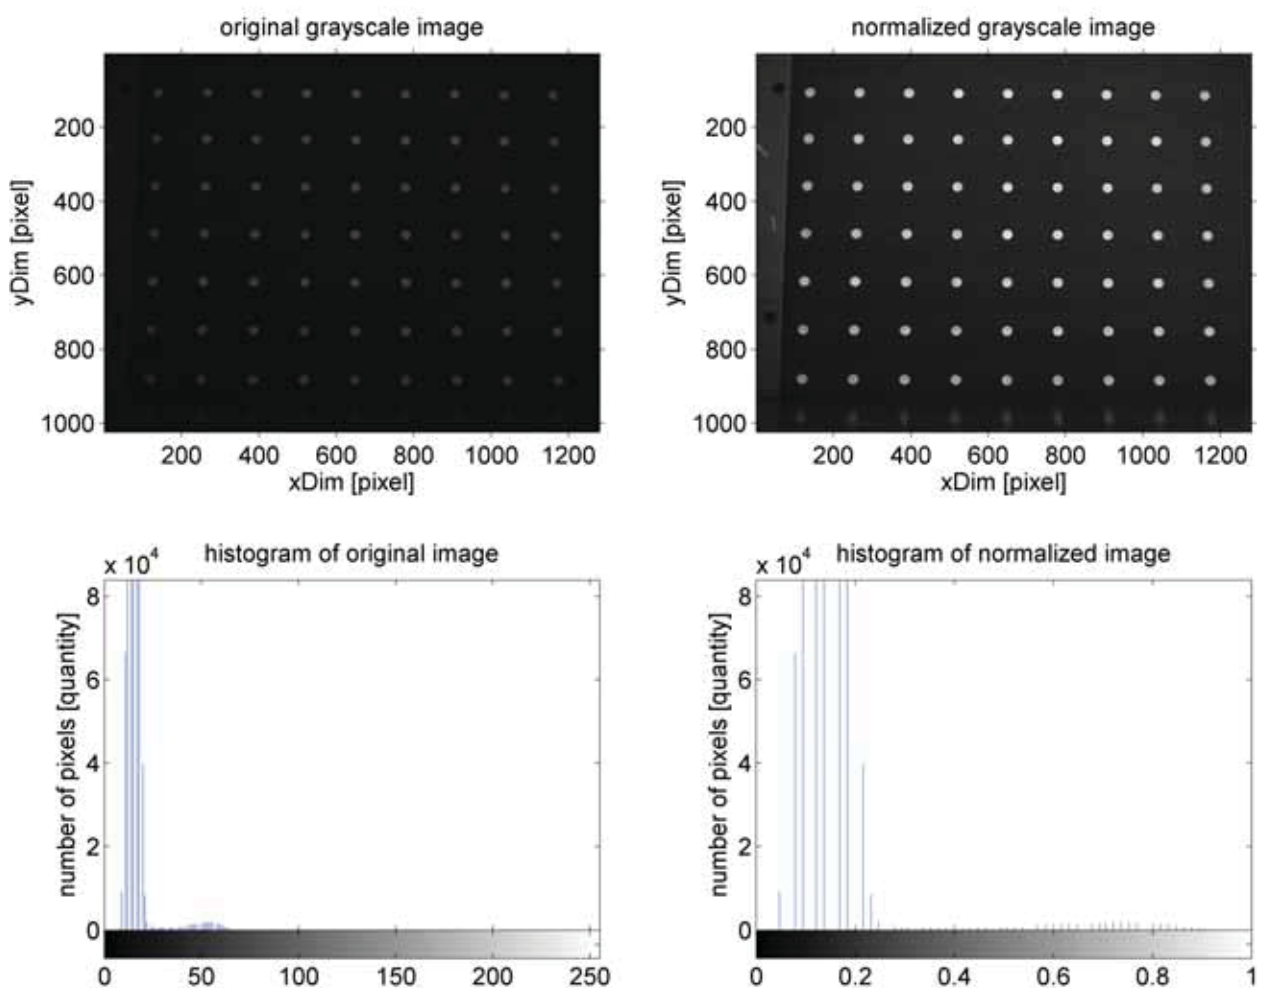 original grayscale image
200
400
600
800
1000
yDim [pixel]
200 400 600 800 1000 1200
xDim [pixel]
normalized grayscale image
200
400
600
800
1000
yDim [pixel]
200 400 600 800 1000 1200
xDim [pixel]
histogram of original image
x 10⁴
8
6
4
2
0
number of pixels [quantity]
0 50 100 150 200 250
histogram of normalized image
x 10⁴
8
6
4
2
0
number of pixels [quantity]
0 0.2 0.4 0.6 0.8 1